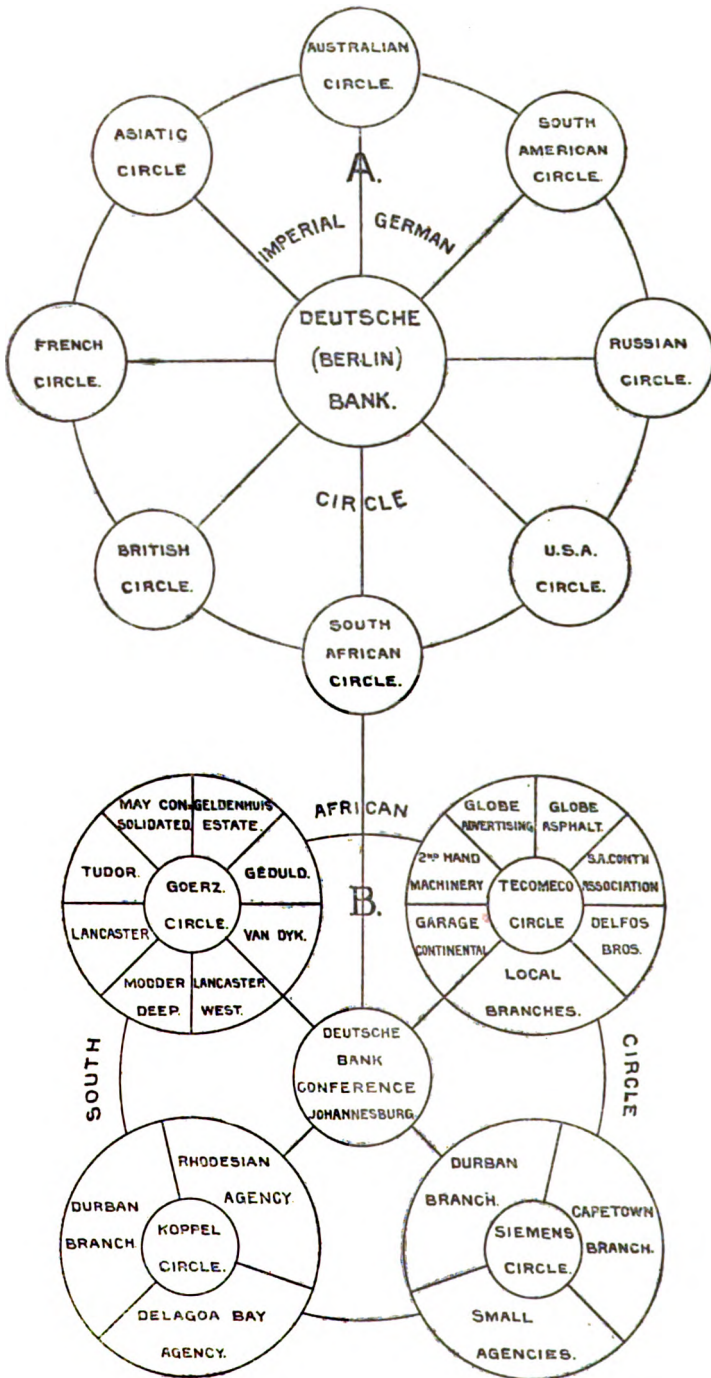 AUSTRALIAN
CIRCLE.
ASIATIC
CIRCLE
SOUTH
AMERICAN
CIRCLE.
A.
IMPERIAL GERMAN
DEUTSCHE
(BERLIN)
BANK.
FRENCH
CIRCLE.
RUSSIAN
CIRCLE.
CIRCLE
BRITISH
CIRCLE.
U.S.A.
CIRCLE.
SOUTH
AFRICAN
CIRCLE.
AFRICAN
MAY CON-
SOLIDATED.
GELDENHUIS
ESTATE.
TUDOR.
GEDULD.
GOERZ.
CIRCLE.
LANCASTER
VAN DYK.
MODDER
DEEP.
LANCASTER
WEST.
B.
GLOBE
ADVERTISING
GLOBE
ASPHALT.
2ND HAND
MACHINERY
S.A.CONT'N
ASSOCIATION
TECOMECO
CIRCLE
GARAGE
CONTINENTAL
DELFOS
BROS.
LOCAL
BRANCHES.
SOUTH
DEUTSCHE
BANK
CONFERENCE
JOHANNESBURG
CIRCLE
RHODESIAN
AGENCY.
DURBAN
BRANCH.
KOPPEL
CIRCLE.
DELAGOA BAY
AGENCY.
DURBAN
BRANCH.
CAPETOWN
BRANCH.
SIEMENS
CIRCLE.
SMALL
AGENCIES.